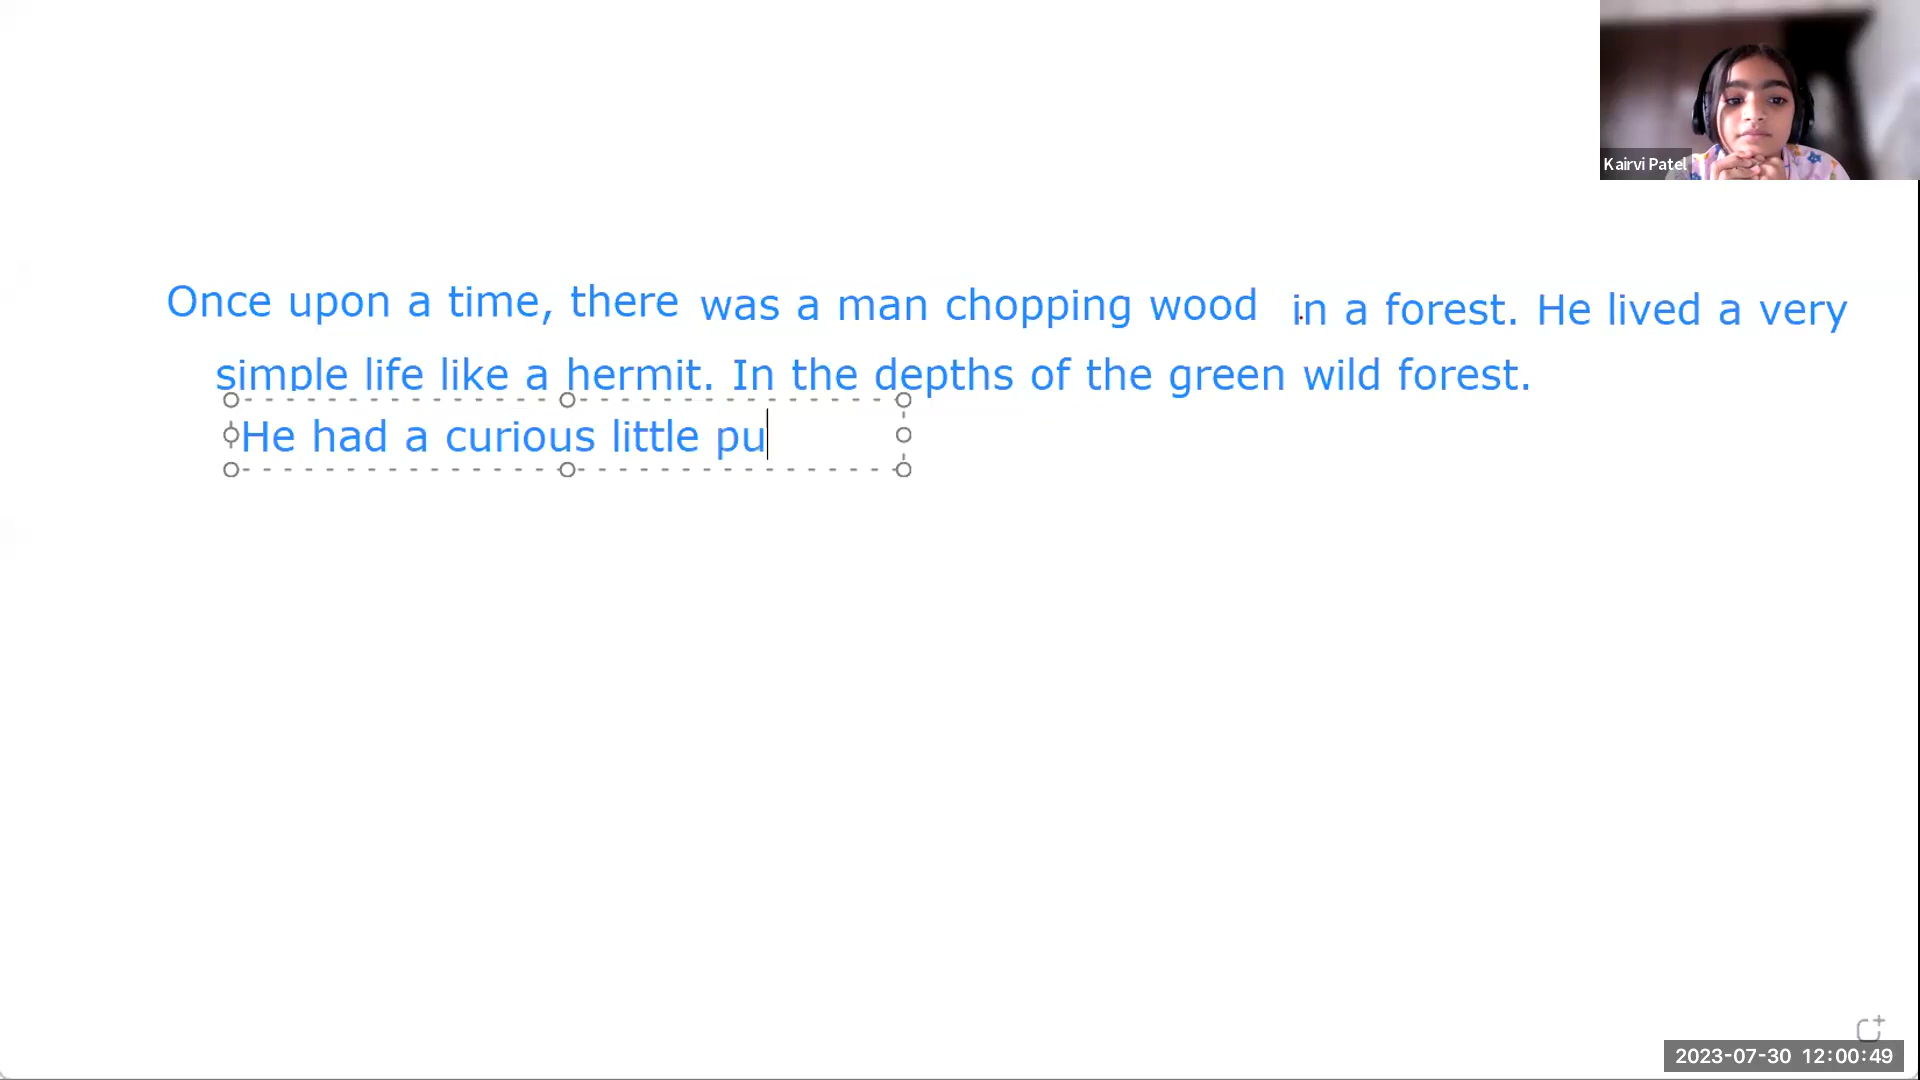 Kairvi Patel
Once upon a time, there was a man chopping wood in a forest. He lived a very
simple life like a hermit. In the depths of the green wild forest.
He had a curious little pu
2023-07-30 12:00:49